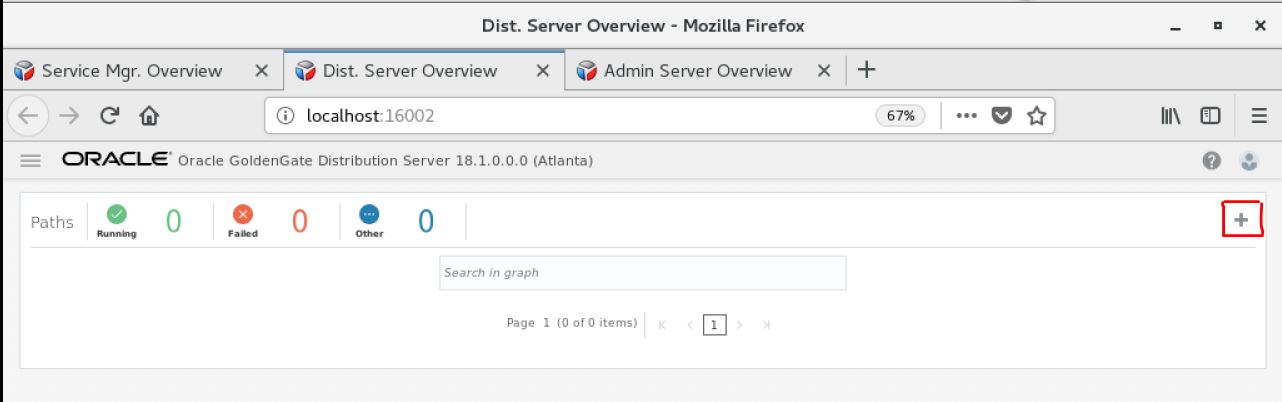 Dist. Server Overview - Mozilla Firefox
Service Mgr. Overview
Dist. Server Overview
Admin Server Overview
localhost:16002
67%
ORACLE Oracle GoldenGate Distribution Server 18.1.0.0.0 (Atlanta)
Paths Running 0 Failed 0 Other 0
Search in graph
Page 1 (0 of 0 items) 1